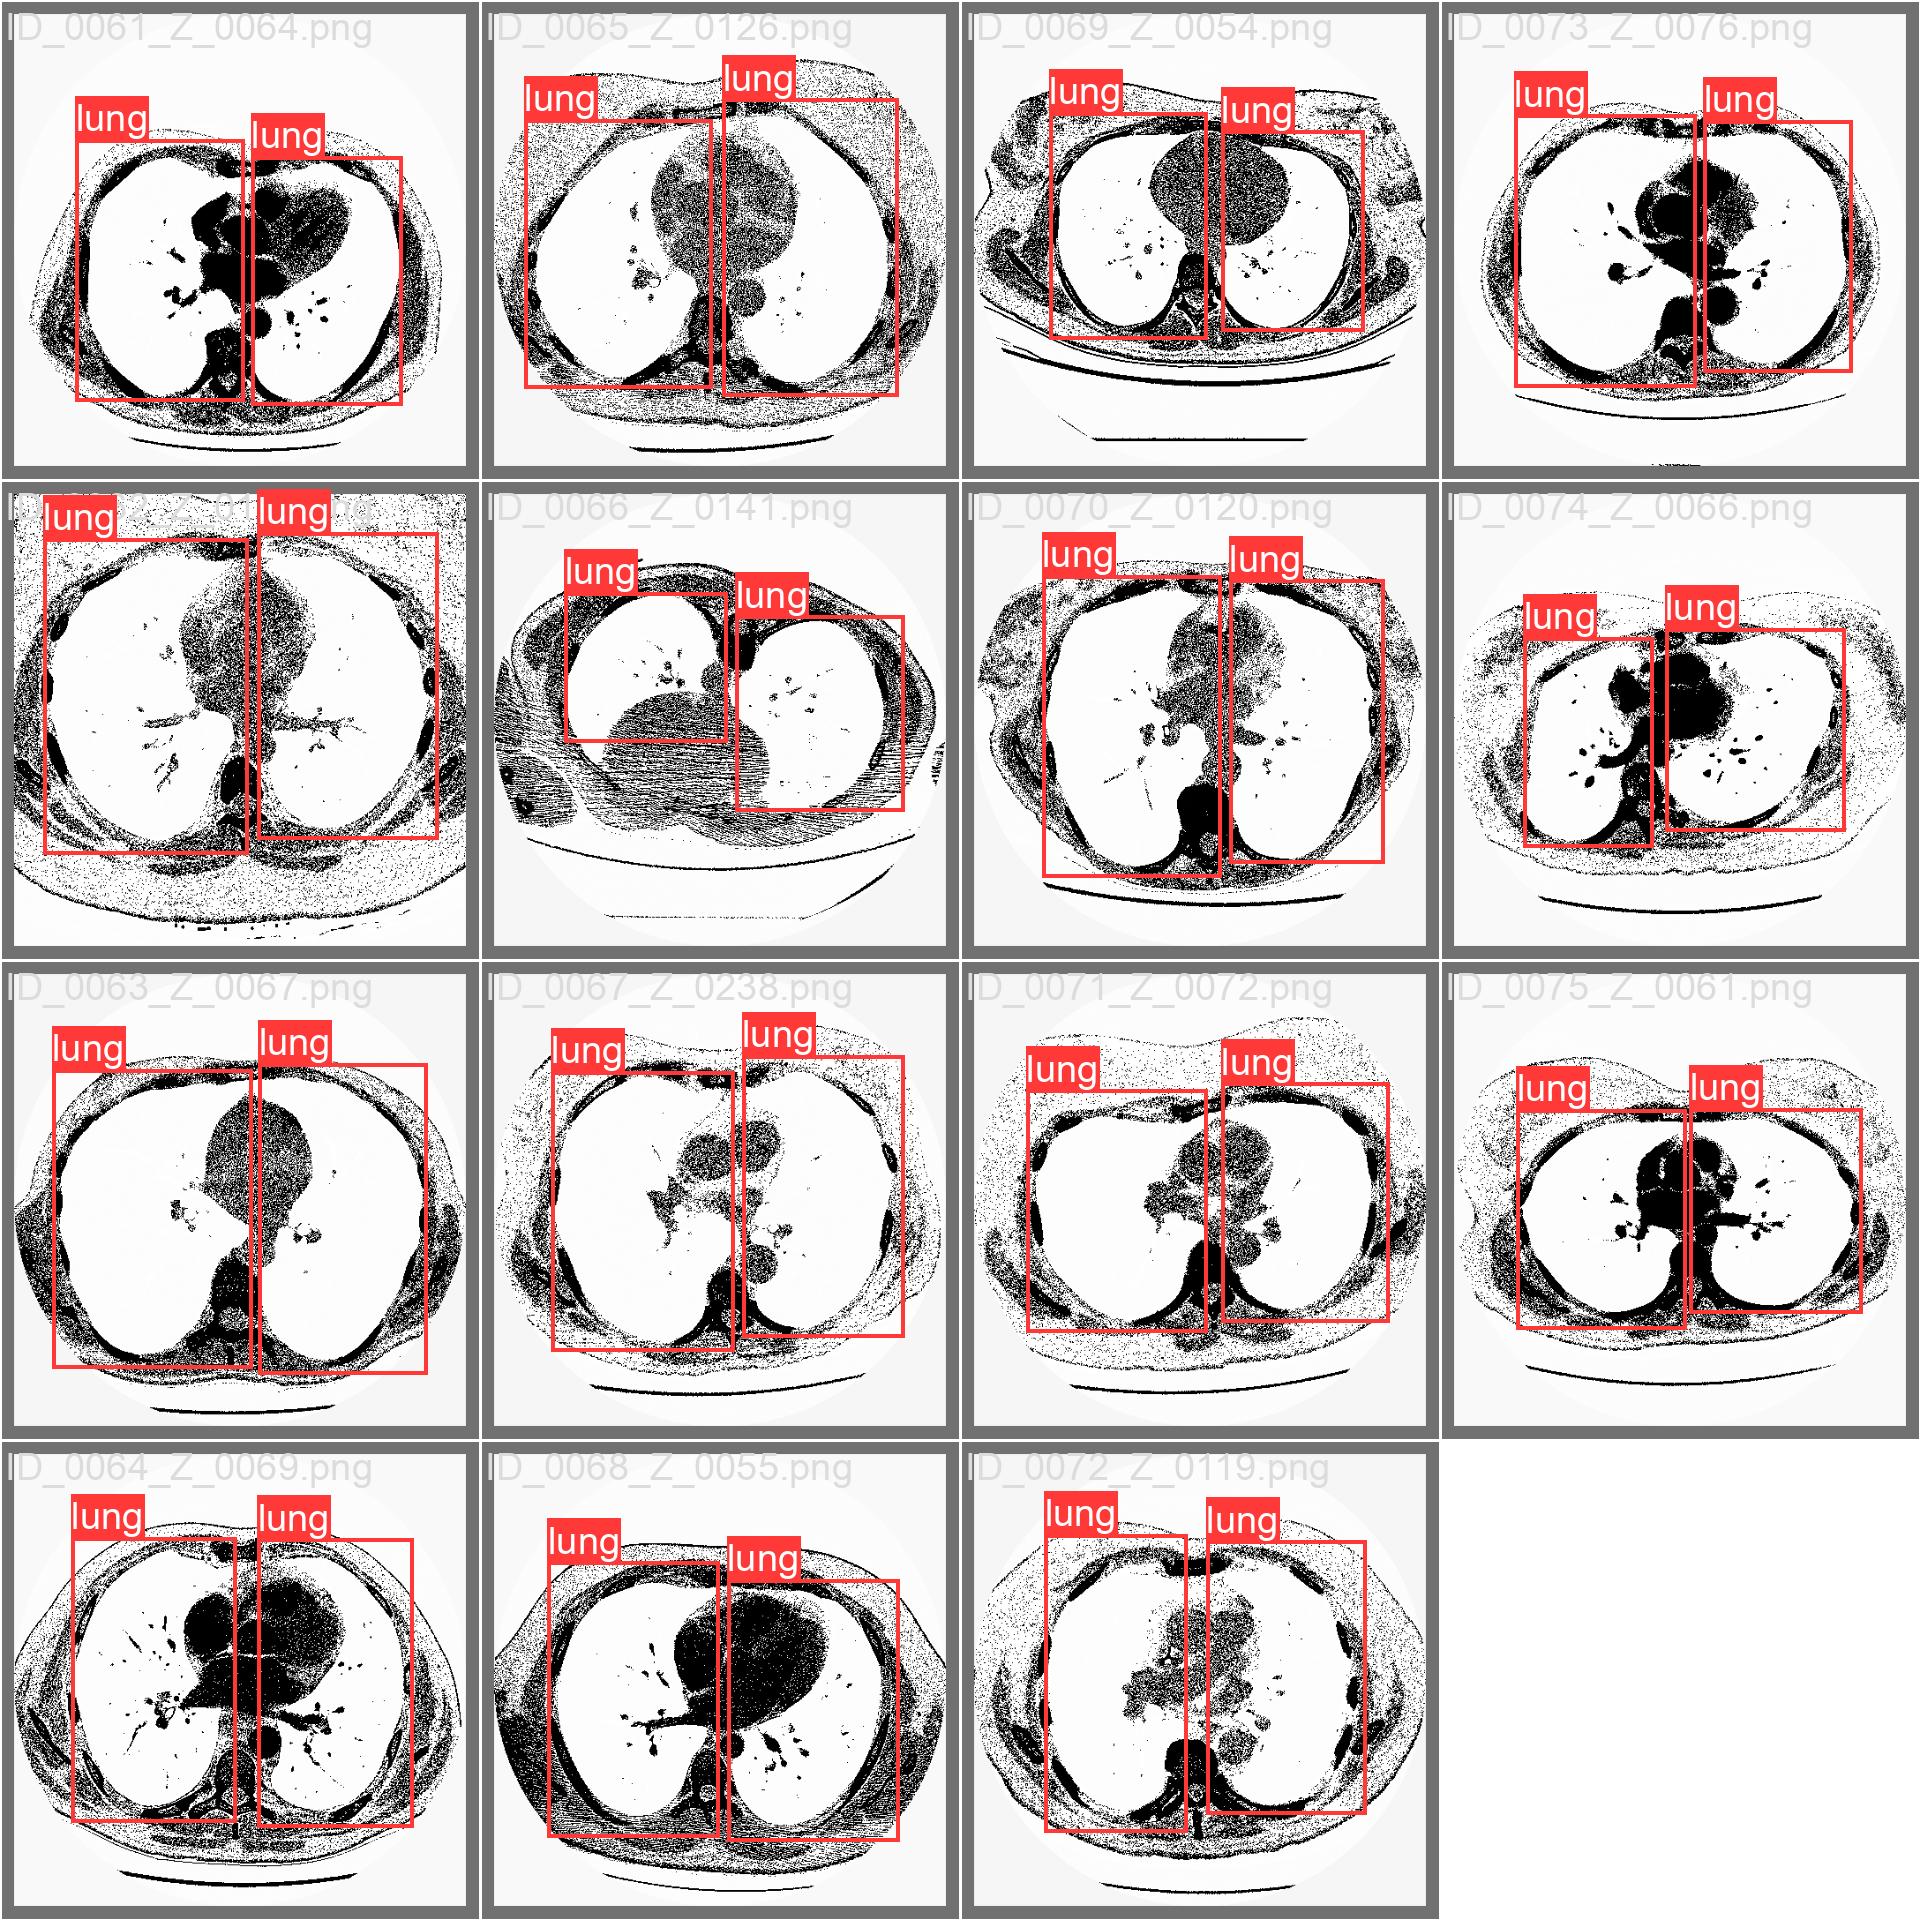 ID_0061_Z_0064.png
lung
lung
ID_0065_Z_0126.png
lung
lung
ID_0069_Z_0054.png
lung
lung
ID_0073_Z_0076.png
lung
lung
lung
lung
ID_0066_Z_0141.png
lung
lung
ID_0070_Z_0120.png
lung
lung
ID_0074_Z_0066.png
lung
lung
ID_0063_Z_0067.png
lung
lung
ID_0067_Z_0238.png
lung
lung
ID_0071_Z_0072.png
lung
lung
ID_0075_Z_0061.png
lung
lung
ID_0064_Z_0069.png
lung
lung
ID_0068_Z_0055.png
lung
lung
ID_0072_Z_0119.png
lung
lung